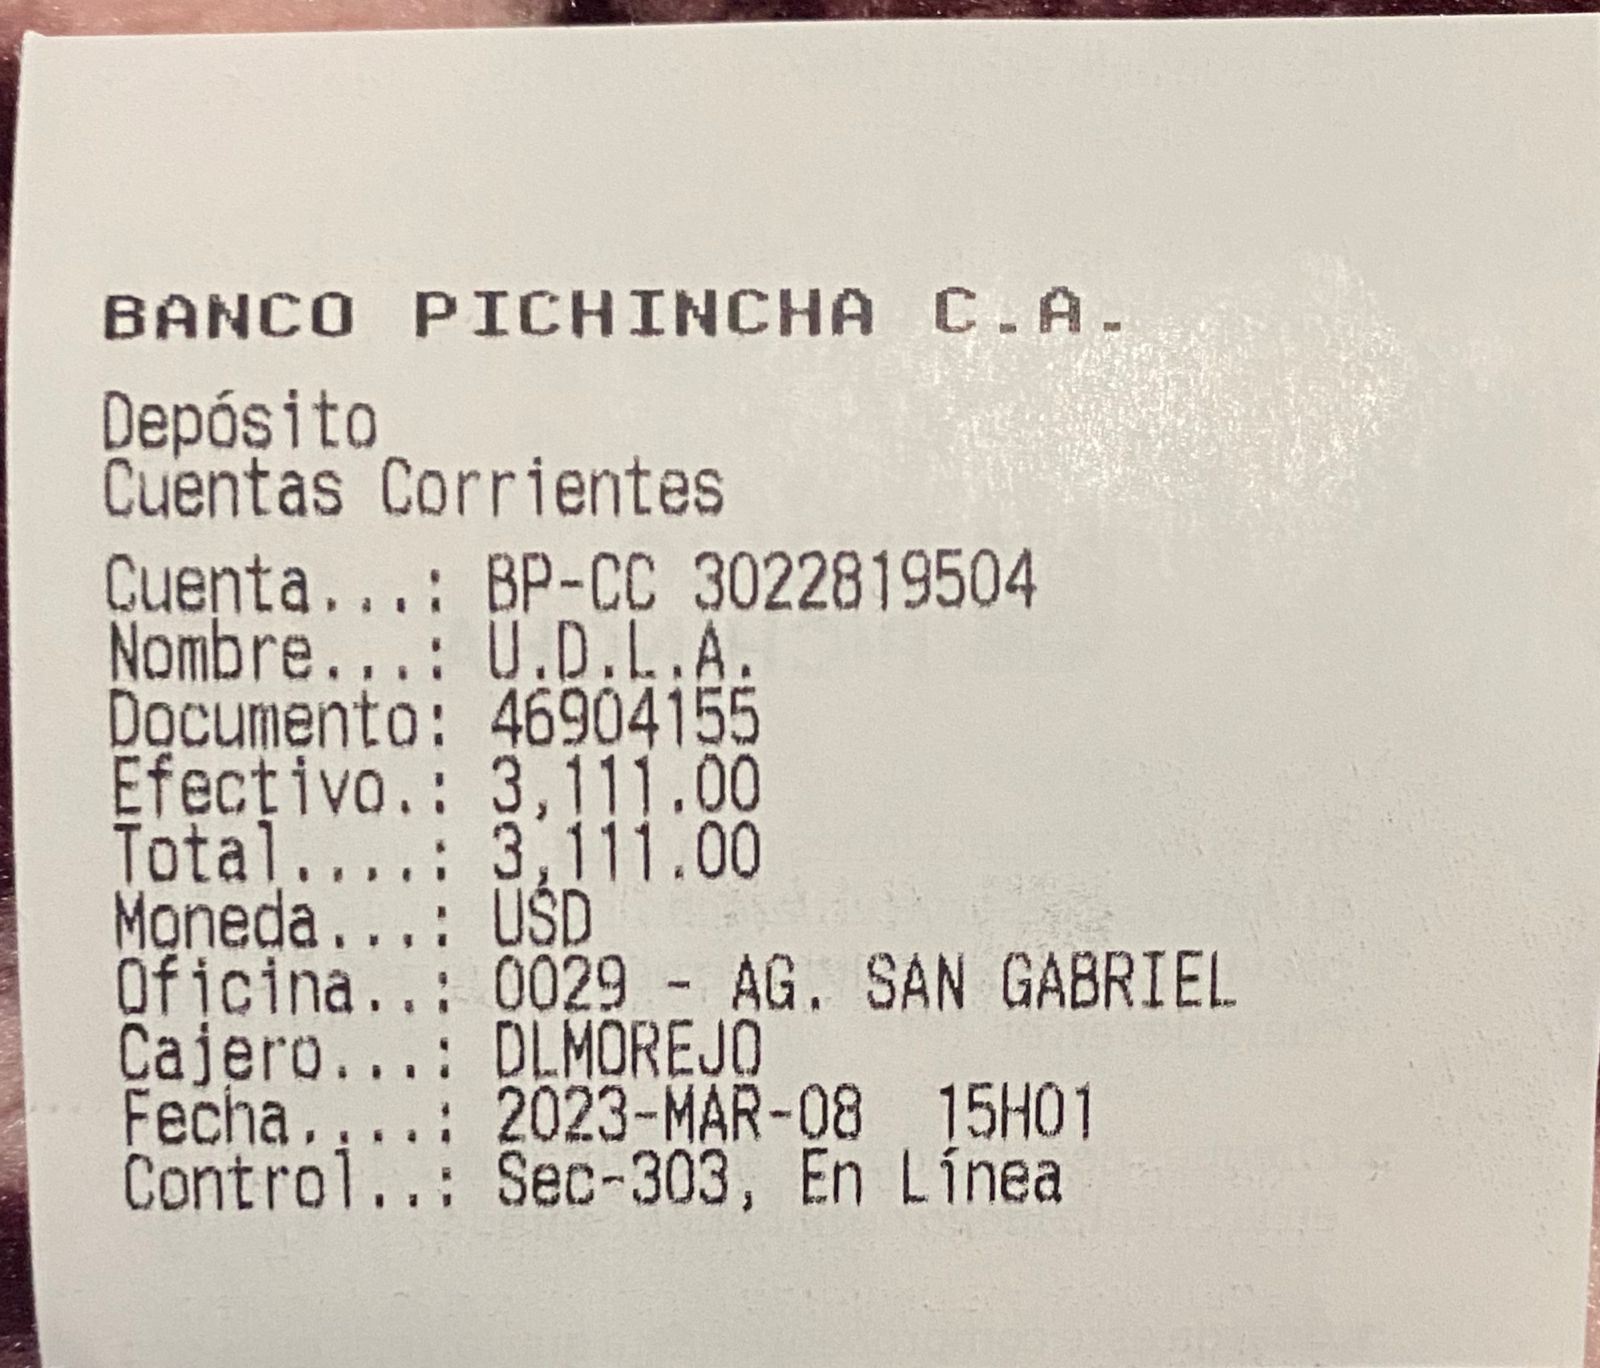 BANCO PICHINCHA C.A.
Depósito
Cuentas Corrientes
Cuenta...: BP-CC 3022819504
Nombre...: U.D.L.A.
Documento: 46904155
Efectivo.: 3,111.00
Total....: 3,111.00
Moneda...: USD
Oficina..: 0029 - AG. SAN GABRIEL
Cajero...: DLMOREJO
Fecha....: 2023-MAR-08  15H01
Control..: Sec-303, En Línea